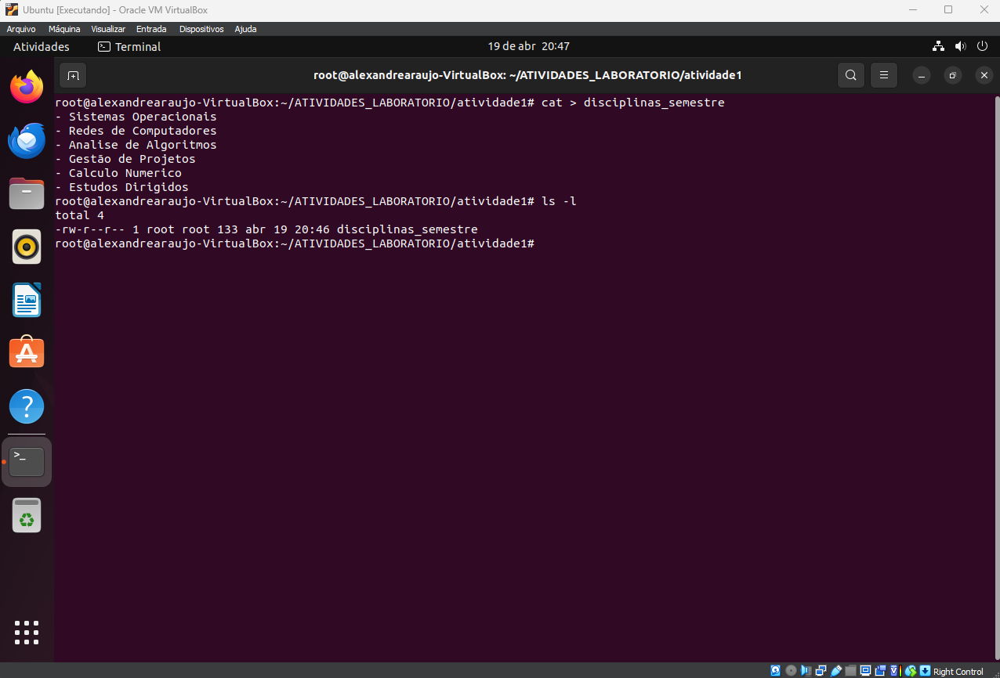 Ubuntu [Executando] - Oracle VM VirtualBox
Arquivo Máquina Visualizar Entrada Dispositivos Ajuda
Atividades Terminal 19 de abr 20:47
root@alexandrearaujo-VirtualBox: ~/ATIVIDADES_LABORATORIO/atividade1
root@alexandrearaujo-VirtualBox:~/ATIVIDADES_LABORATORIO/atividade1# cat > disciplinas_semestre
- Sistemas Operacionais
- Redes de Computadores
- Analise de Algoritmos
- Gestão de Projetos
- Calculo Numerico
- Estudos Dirigidos
root@alexandrearaujo-VirtualBox:~/ATIVIDADES_LABORATORIO/atividade1# ls -l
total 4
-rw-r--r-- 1 root root 133 abr 19 20:46 disciplinas_semestre
root@alexandrearaujo-VirtualBox:~/ATIVIDADES_LABORATORIO/atividade1#
Right Control